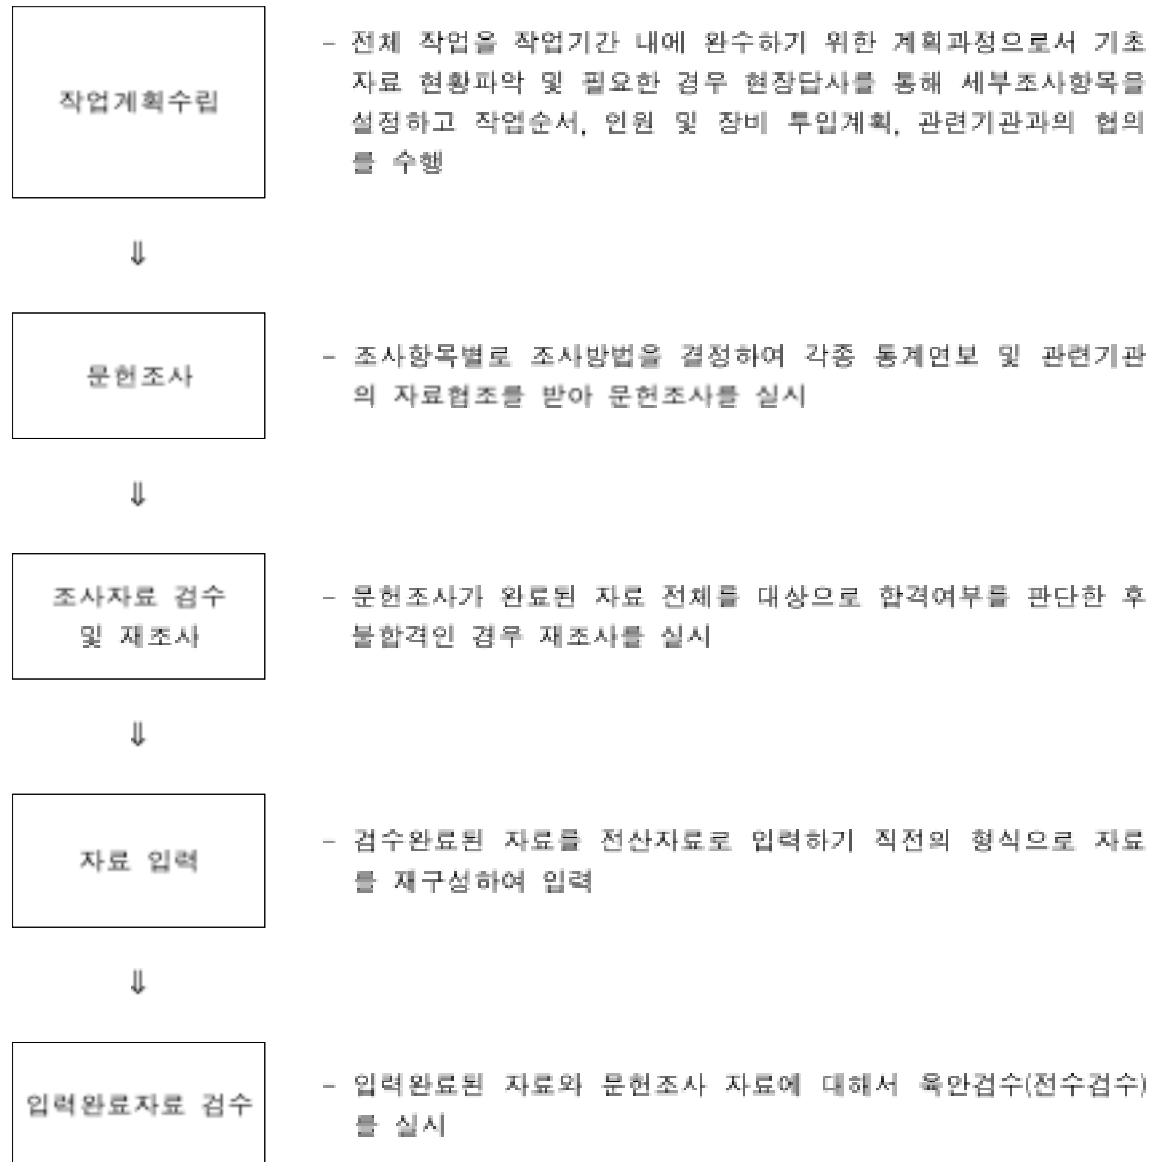 작업계획수립
- 전체 작업을 작업기간 내에 완수하기 위한 계획과정으로서 기초
자료 현황파악 및 필요한 경우 현장답사를 통해 세부조사항목을
설정하고 작업순서, 인원 및 장비 투입계획, 관련기관과의 협의
를 수행
⇓
문헌조사
- 조사항목별로 조사방법을 결정하여 각종 통계연보 및 관련기관
의 자료협조를 받아 문헌조사를 실시
⇓
조사자료 검수
및 재조사
- 문헌조사가 완료된 자료 전체를 대상으로 합격여부를 판단한 후
불합격인 경우 재조사를 실시
⇓
자료 입력
- 검수완료된 자료를 전산자료로 입력하기 직전의 형식으로 자료
를 재구성하여 입력
⇓
입력완료자료 검수
- 입력완료된 자료와 문헌조사 자료에 대해서 육안검수(전수검수)
를 실시